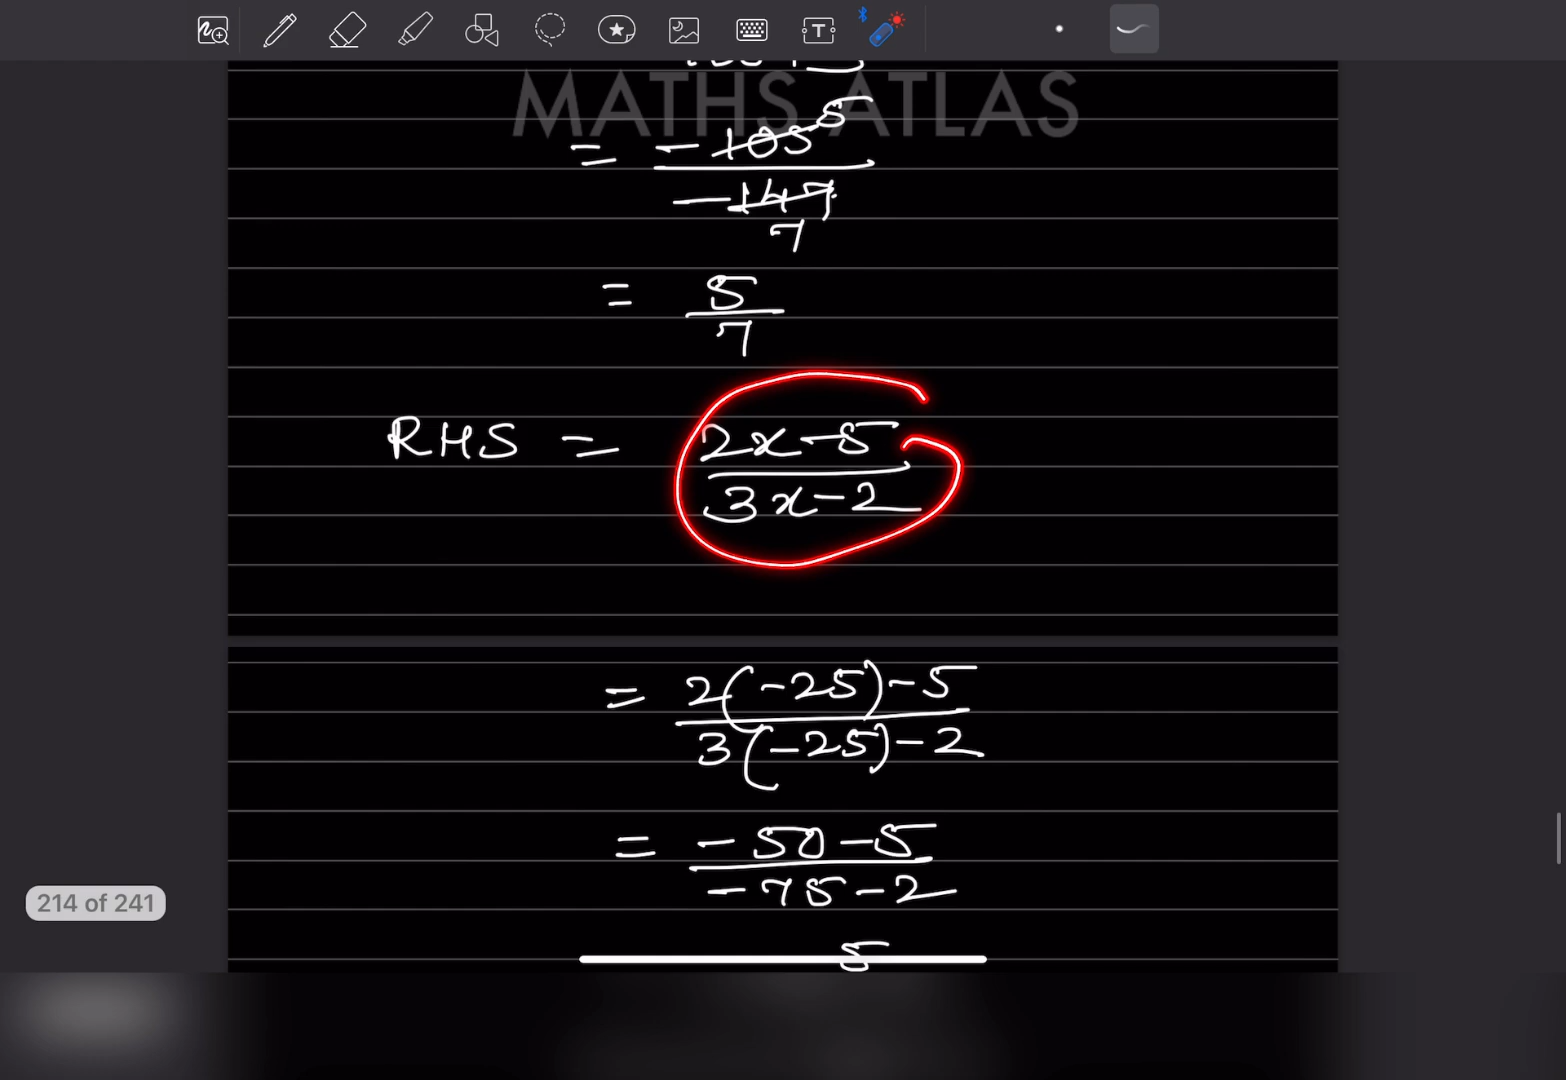 MATHS ATLAS
= -105 5
-147
7
= 5
7
RHS = 2x-5
3x-2
= 2(-25)-5
3(-25)-2
= -50-5
-75-2
5
214 of 241